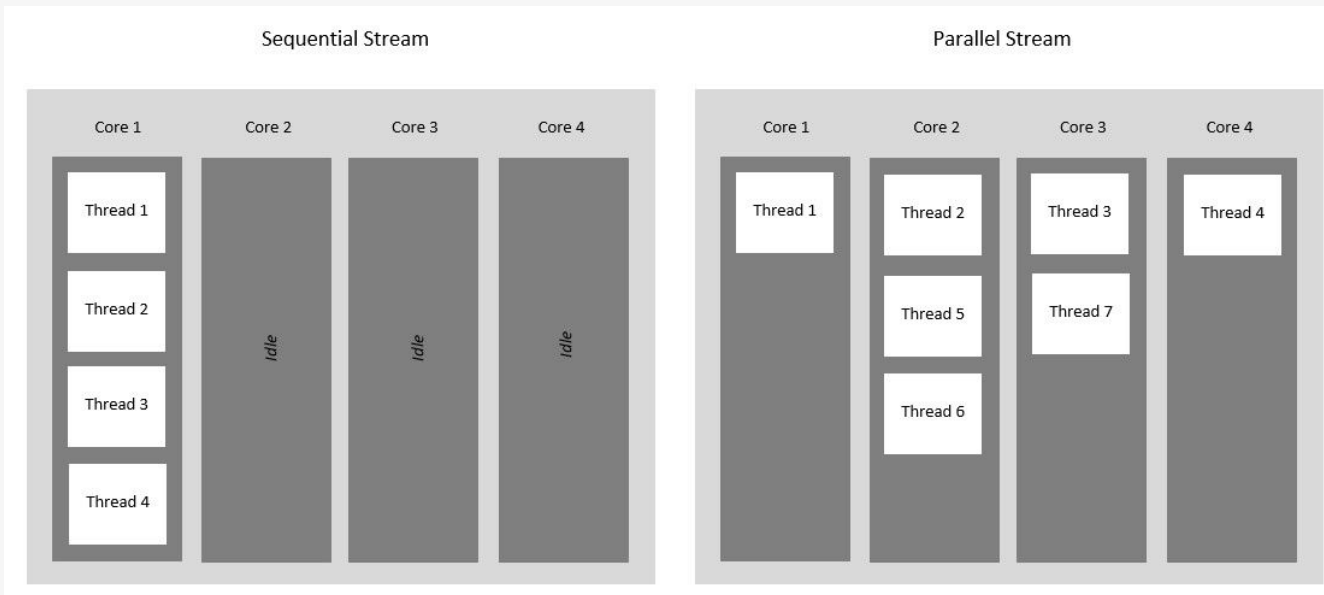 Sequential Stream
Core 1 Core 2 Core 3 Core 4
Thread 1
Thread 2
Thread 3
Thread 4
Idle
Idle
Idle
Parallel Stream
Core 1 Core 2 Core 3 Core 4
Thread 1 Thread 2 Thread 3 Thread 4
Thread 5 Thread 7
Thread 6